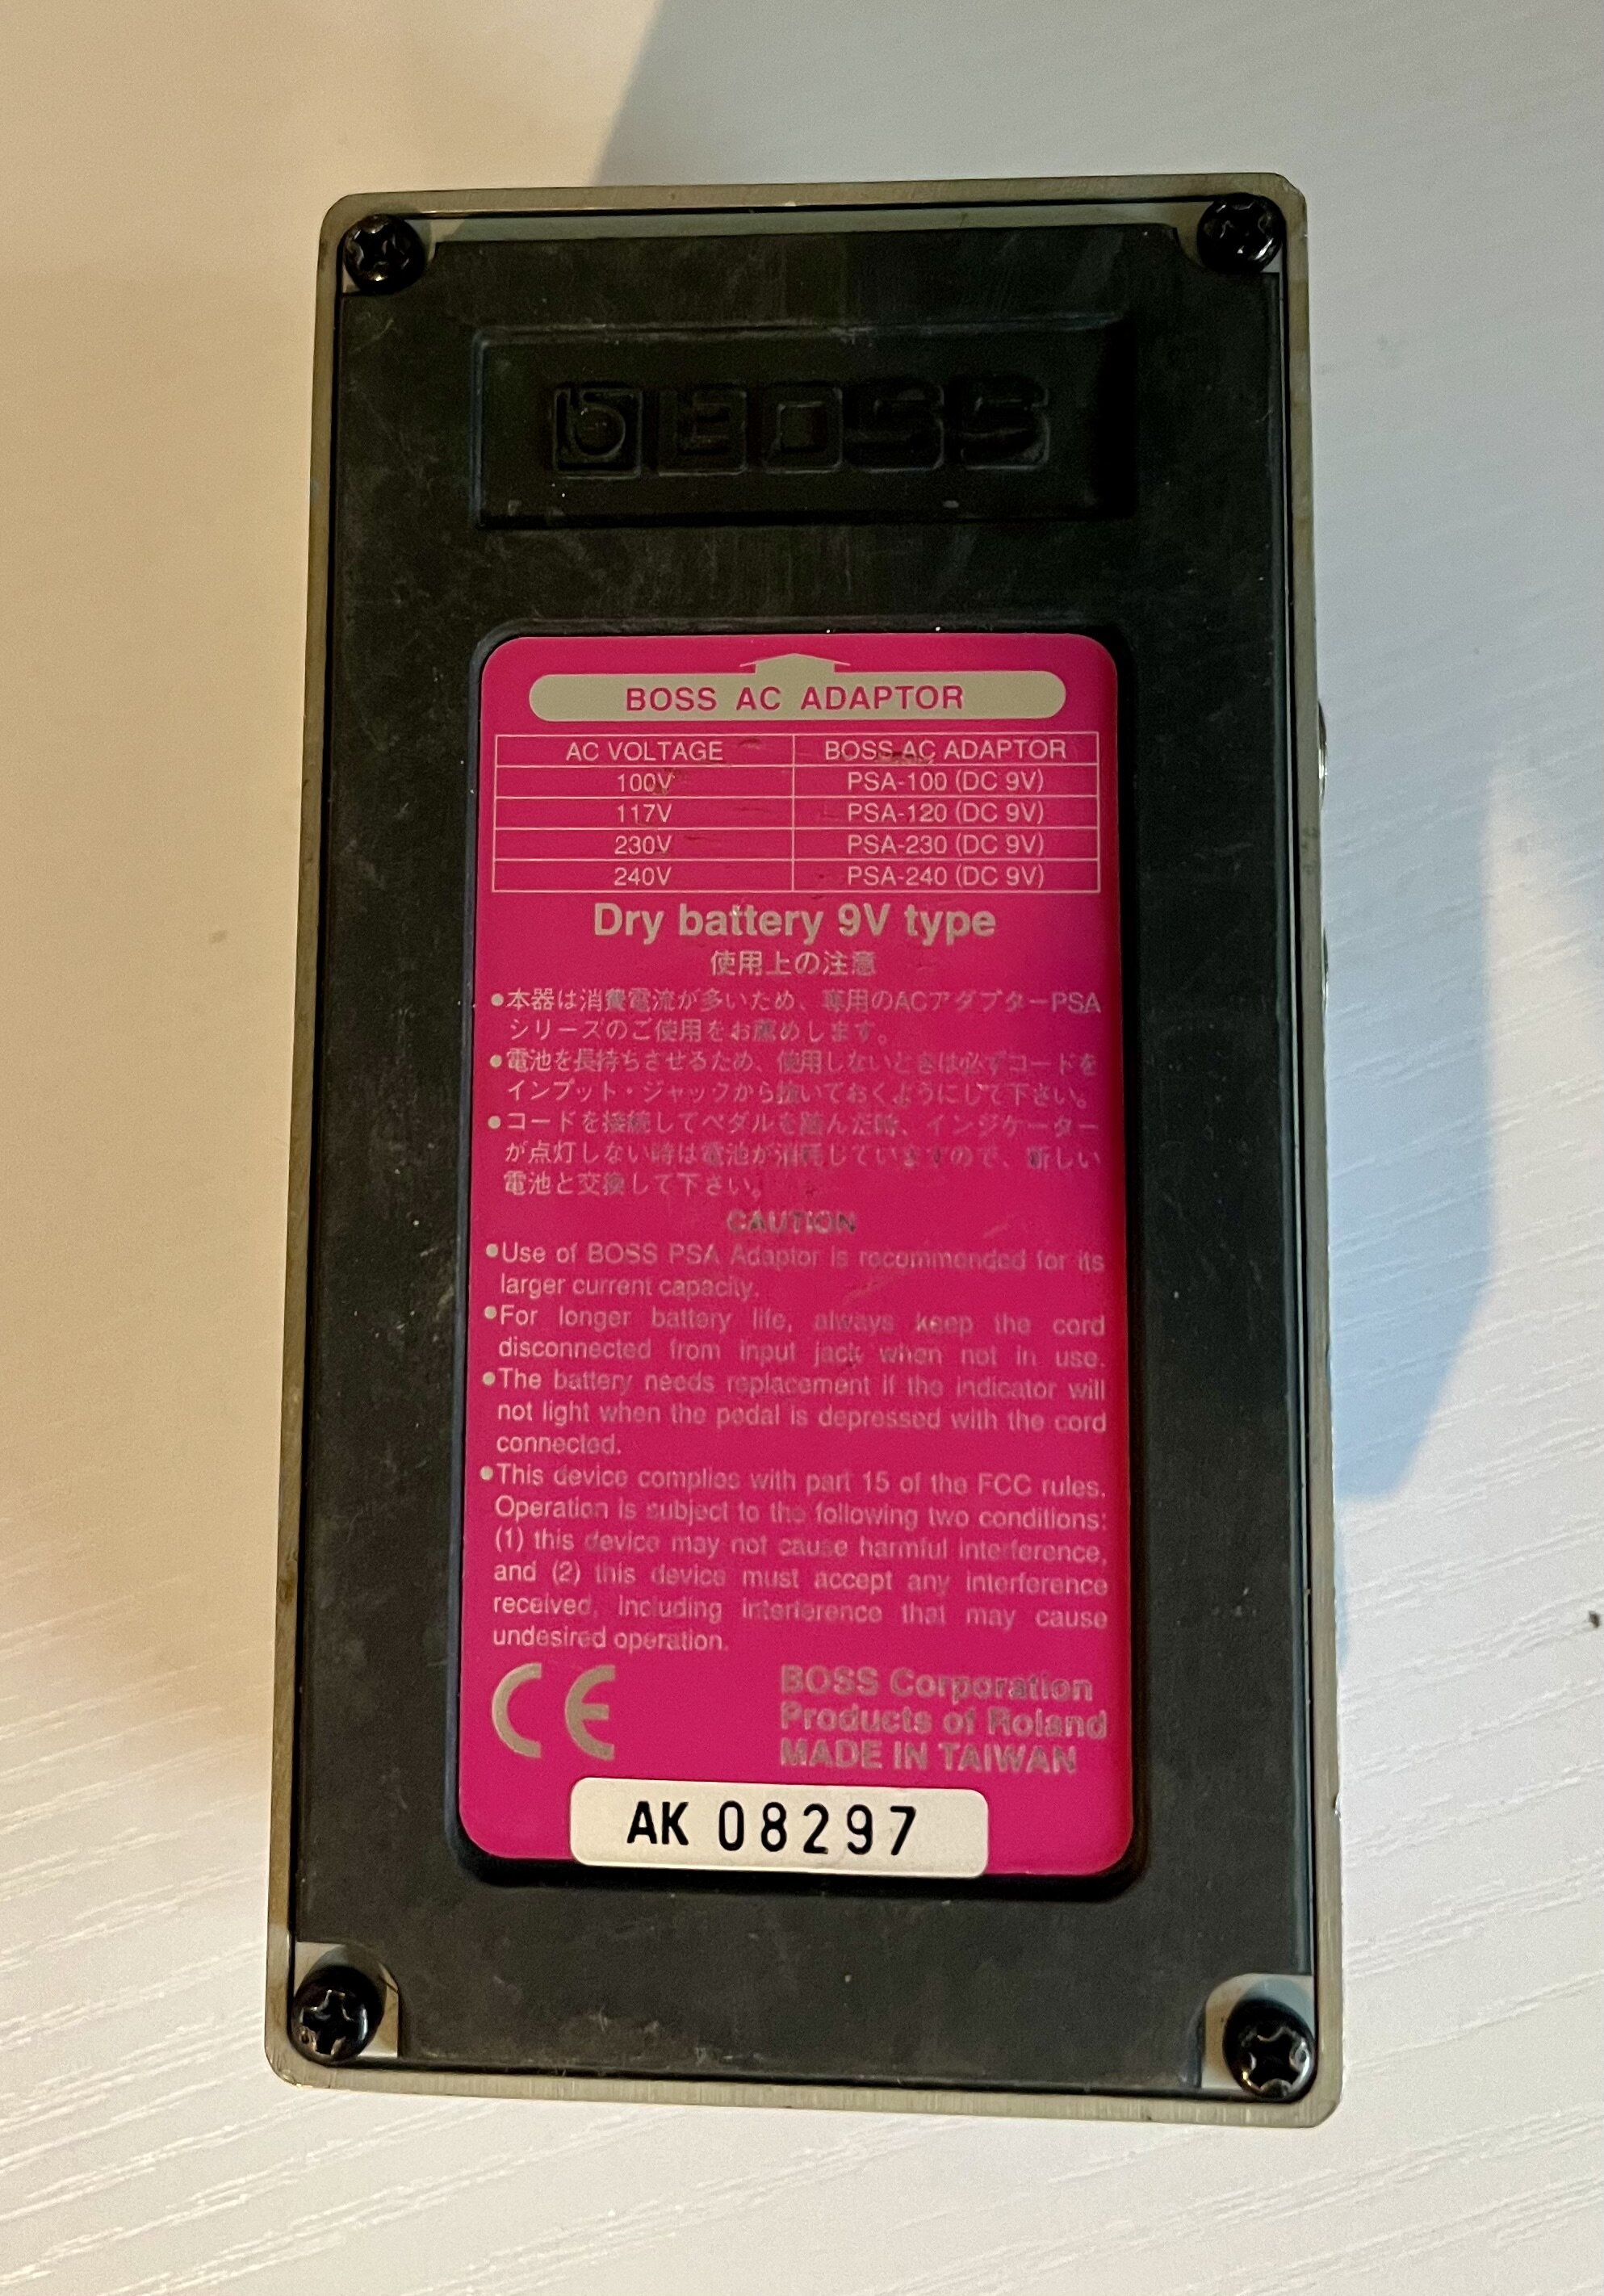 BOSS
BOSS AC ADAPTOR
AC VOLTAGE BOSS AC ADAPTOR
100V PSA-100 (DC 9V)
117V PSA-120 (DC 9V)
230V PSA-230 (DC 9V)
240V PSA-240 (DC 9V)
Dry battery 9V type
使用上の注意
●本器は消費電流が多いため、専用のACアダプターPSA
シリーズのご使用をお薦めします。
●電池を長持ちさせるため、使用しないときは必ずコードを
インプット・ジャックから抜いておくようにして下さい。
●コードを接続してペダルを踏んだ時、インジケーター
が点灯しない時は電池が消耗していますので、新しい
電池と交換して下さい。
CAUTION
●Use of BOSS PSA Adaptor is recommended for its
larger current capacity.
●For longer battery life, always keep the cord
disconnected from input jack when not in use.
●The battery needs replacement if the indicator will
not light when the pedal is depressed with the cord
connected.
●This device complies with part 15 of the FCC rules.
Operation is subject to the following two conditions:
(1) this device may not cause harmful interference,
and (2) this device must accept any interference
received, including interference that may cause
undesired operation.
CE
BOSS Corporation
Products of Roland
MADE IN TAIWAN
AK 08297